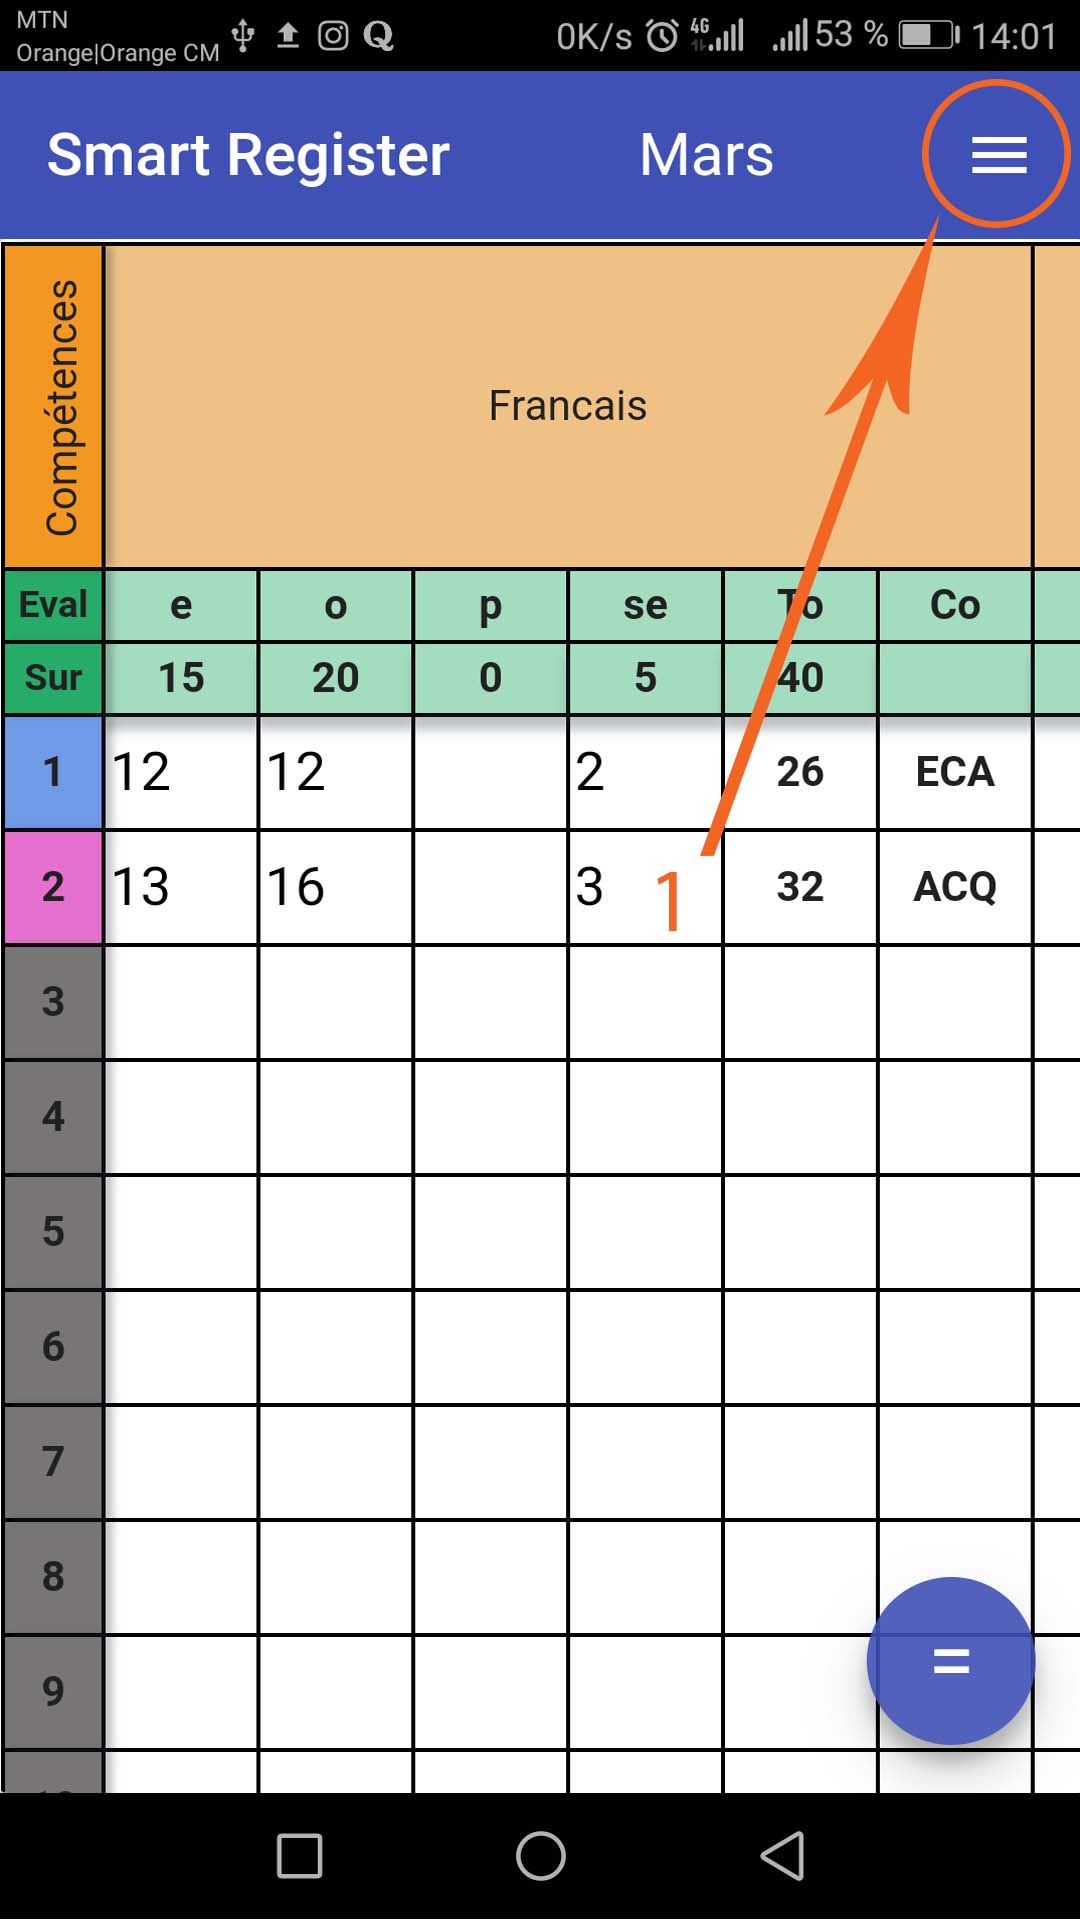 MTN
Orange|Orange CM 0K/s 4G 53 % 14:01
Smart Register Mars
Compétences Francais
Eval e o p se To Co
Sur 15 20 0 5 40
1 12 12 2 26 ECA
2 13 16 3 1 32 ACQ
3
4
5
6
7
8
=
9